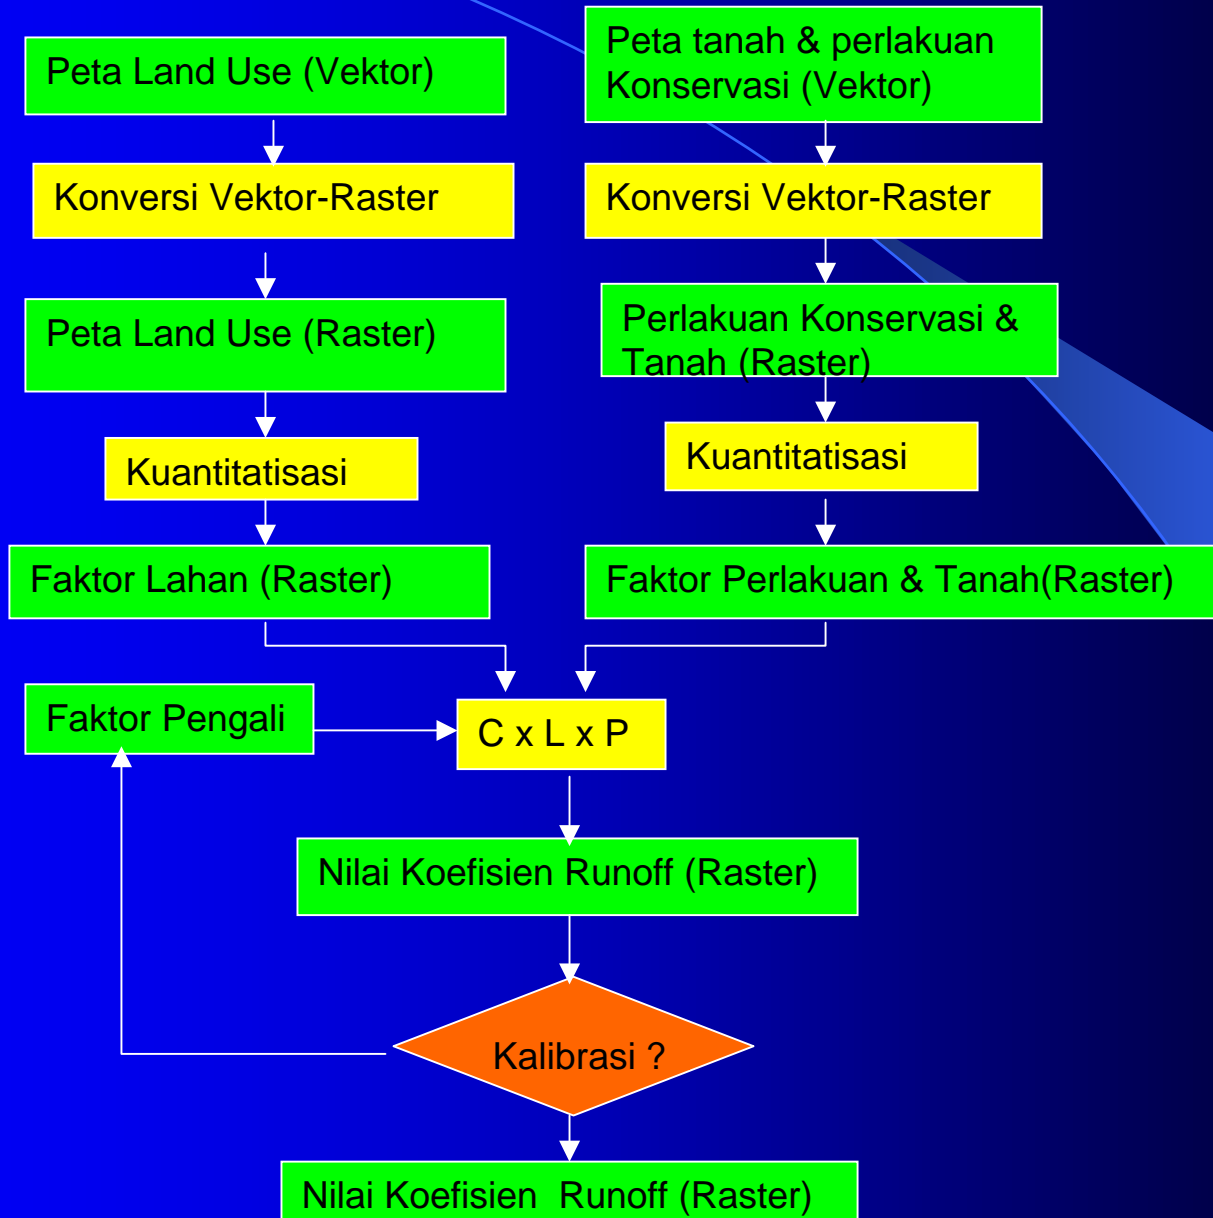 Peta Land Use (Vektor)
Peta tanah & perlakuan
Konservasi (Vektor)
Konversi Vektor-Raster
Konversi Vektor-Raster
Peta Land Use (Raster)
Perlakuan Konservasi &
Tanah (Raster)
Kuantitatisasi
Kuantitatisasi
Faktor Lahan (Raster)
Faktor Perlakuan & Tanah(Raster)
Faktor Pengali
C x L x P
Nilai Koefisien Runoff (Raster)
Kalibrasi ?
Nilai Koefisien  Runoff (Raster)